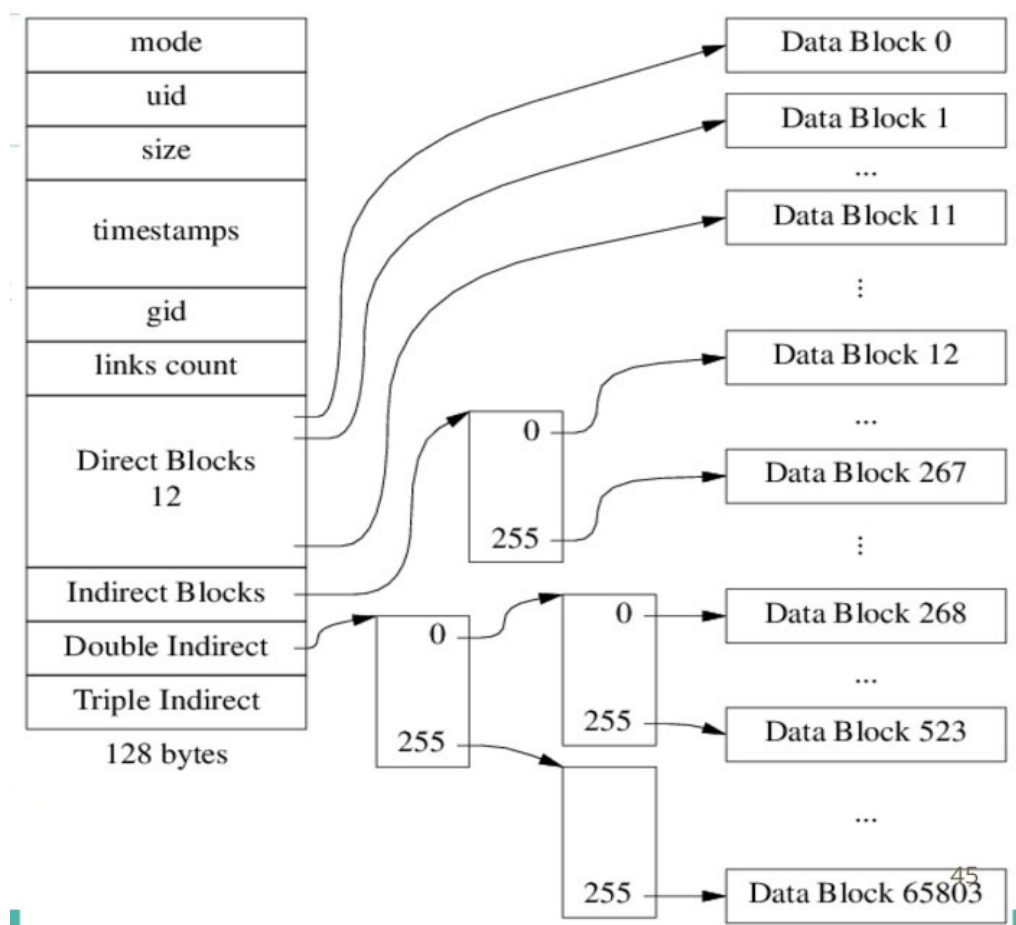 mode
uid
size
timestamps
gid
links count
Direct Blocks
12
Indirect Blocks
Double Indirect
Triple Indirect
128 bytes
0
255
0
255
0
255
255
Data Block 0
Data Block 1
...
Data Block 11
...
Data Block 12
...
Data Block 267
...
Data Block 268
...
Data Block 523
...
45
Data Block 65803